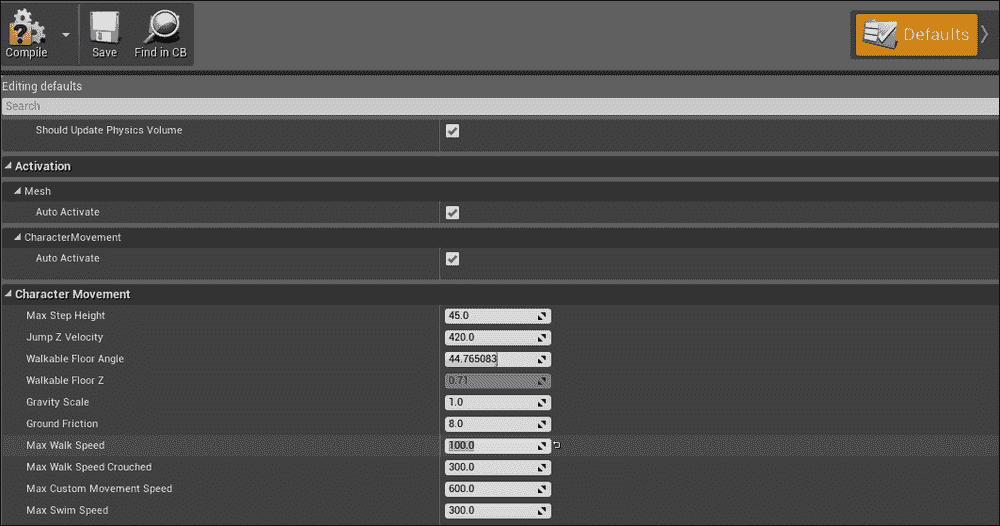 Compile
Save
Find in CB
Defaults
Editing defaults
Search
Should Update Physics Volume
Activation
Mesh
Auto Activate
CharacterMovement
Auto Activate
Character Movement
Max Step Height 45.0
Jump Z Velocity 420.0
Walkable Floor Angle 44.765083
Walkable Floor Z 0.71
Gravity Scale 1.0
Ground Friction 8.0
Max Walk Speed 100.0
Max Walk Speed Crouched 300.0
Max Custom Movement Speed 600.0
Max Swim Speed 300.0